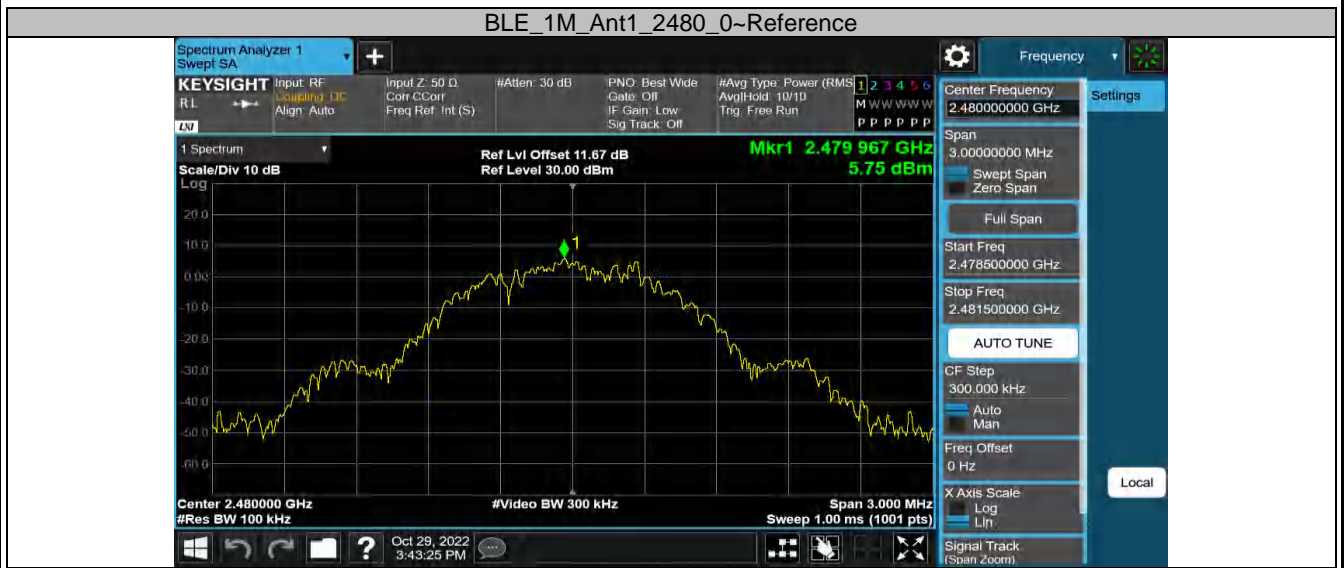 BLE_1M_Ant1_2480_0~Reference
Spectrum Analyzer 1
Swept SA
+
Frequency
KEYSIGHT
RL
LXI
Input: RF
Coupling: DC
Align: Auto
Input Z: 50 Ω
Corr CCorr
Freq Ref: Int (S)
#Atten: 30 dB
PNO: Best Wide
Gate: Off
IF Gain: Low
Sig Track: Off
#Avg Type: Power (RMS
Avg|Hold: 10/10
Trig: Free Run
1 2 3 4 5 6
M W W W W W
P P P P P P
Center Frequency
2.480000000 GHz
Settings
1 Spectrum
Scale/Div 10 dB
Log
Ref Lvl Offset 11.67 dB
Ref Level 30.00 dBm
Mkr1 2.479 967 GHz
5.75 dBm
Span
3.00000000 MHz
Swept Span
Zero Span
Full Span
Start Freq
2.478500000 GHz
Stop Freq
2.481500000 GHz
AUTO TUNE
CF Step
300.000 kHz
Auto
Man
Freq Offset
0 Hz
X Axis Scale
Log
Lin
Signal Track
(Span Zoom)
Local
20.0
10.0
0.00
-10.0
-20.0
-30.0
-40.0
-50.0
-60.0
1
Center 2.480000 GHz
#Res BW 100 kHz
#Video BW 300 kHz
Span 3.000 MHz
Sweep 1.00 ms (1001 pts)
?
Oct 29, 2022
3:43:25 PM